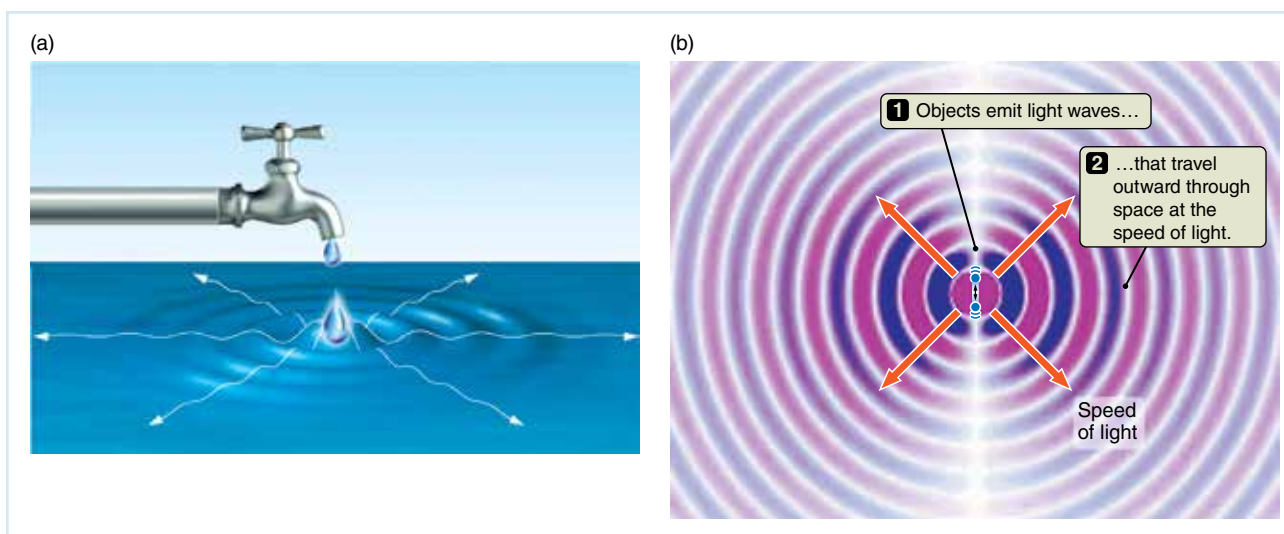 (a)
(b)
1 Objects emit light waves…
2 …that travel
outward through
space at the
speed of light.
Speed
of light